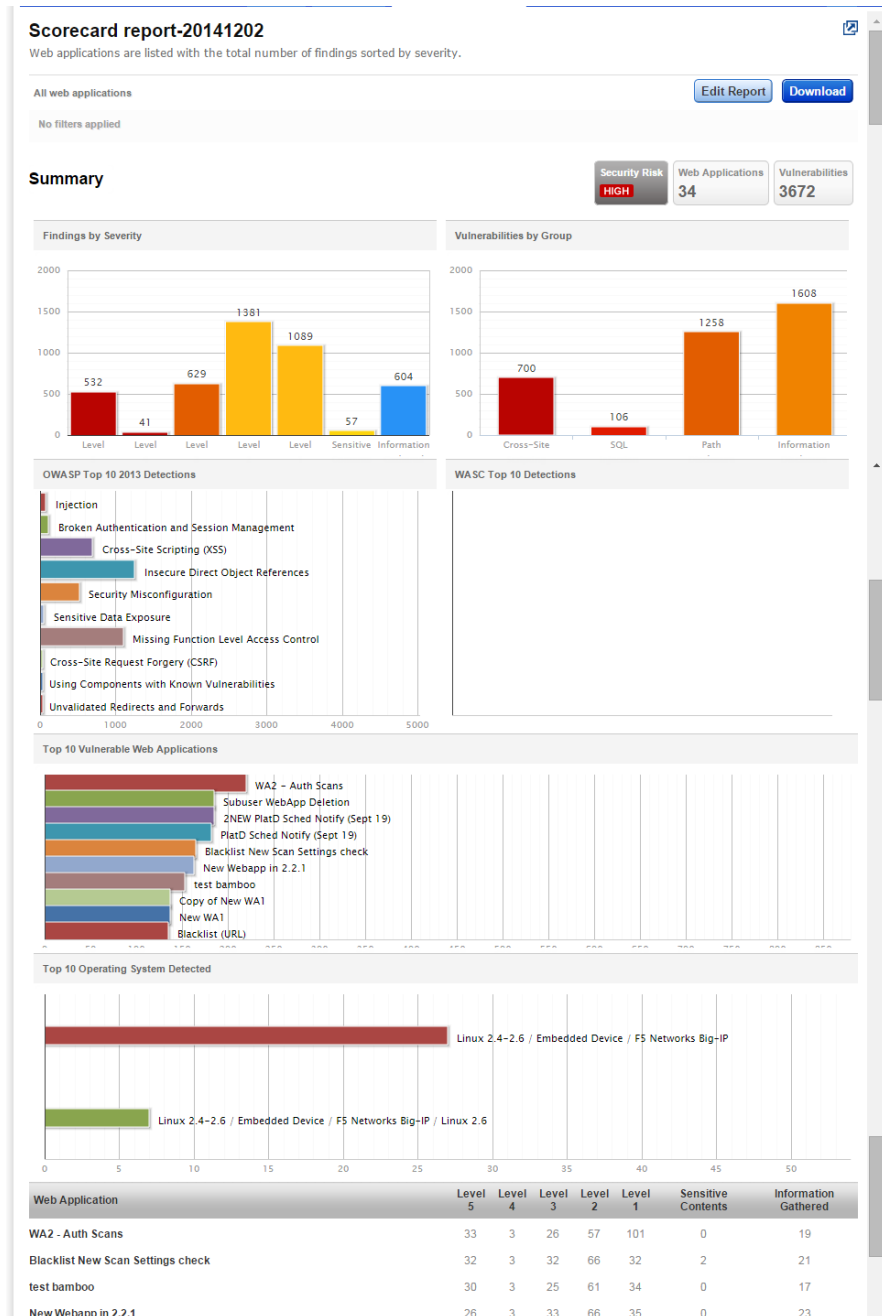 Scorecard report-20141202
Web applications are listed with the total number of findings sorted by severity.
All web applications
Edit Report
Download
No filters applied
Summary
Security Risk
HIGH
Web Applications
34
Vulnerabilities
3672
Findings by Severity
2000
1500
1000
500
0
532
41
629
1381
1089
57
604
Level Level Level Level Level Sensitive Information
Vulnerabilities by Group
2000
1500
1000
500
0
700
106
1258
1608
Cross-Site SQL Path Information
OWASP Top 10 2013 Detections
Injection
Broken Authentication and Session Management
Cross-Site Scripting (XSS)
Insecure Direct Object References
Security Misconfiguration
Sensitive Data Exposure
Missing Function Level Access Control
Cross-Site Request Forgery (CSRF)
Using Components with Known Vulnerabilities
Unvalidated Redirects and Forwards
0 1000 2000 3000 4000 5000
WASC Top 10 Detections
Top 10 Vulnerable Web Applications
WA2 - Auth Scans
Subuser WebApp Deletion
2NEW PlatD Sched Notify (Sept 19)
PlatD Sched Notify (Sept 19)
Blacklist New Scan Settings check
New Webapp in 2.2.1
test bamboo
Copy of New WA1
New WA1
Blacklist (URL)
Top 10 Operating System Detected
Linux 2.4-2.6 / Embedded Device / F5 Networks Big-IP
Linux 2.4-2.6 / Embedded Device / F5 Networks Big-IP / Linux 2.6
0 5 10 15 20 25 30 35 40 45 50
Web Application Level 5 Level 4 Level 3 Level 2 Level 1 Sensitive Contents Information Gathered
WA2 - Auth Scans 33 3 26 57 101 0 19
Blacklist New Scan Settings check 32 3 32 66 32 2 21
test bamboo 30 3 25 61 34 0 17
New Webapp in 2.2.1 26 3 33 66 35 0 23